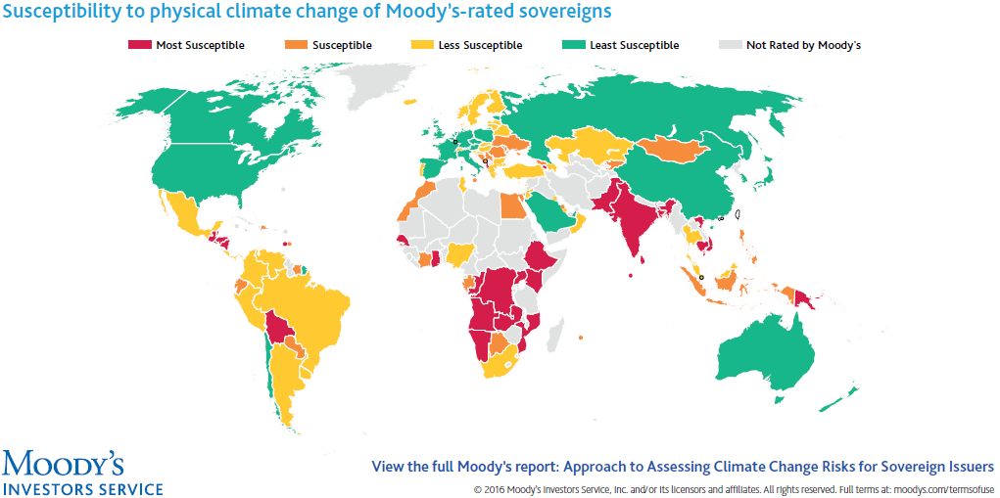 Susceptibility to physical climate change of Moody's-rated sovereigns
Most Susceptible
Susceptible
Less Susceptible
Least Susceptible
Not Rated by Moody's
MOODY'S
INVESTORS SERVICE
View the full Moody's report: Approach to Assessing Climate Change Risks for Sovereign Issuers
© 2016 Moody's Investors Service, Inc. and/or its licensors and affiliates. All rights reserved. Full terms at: moodys.com/termsofuse